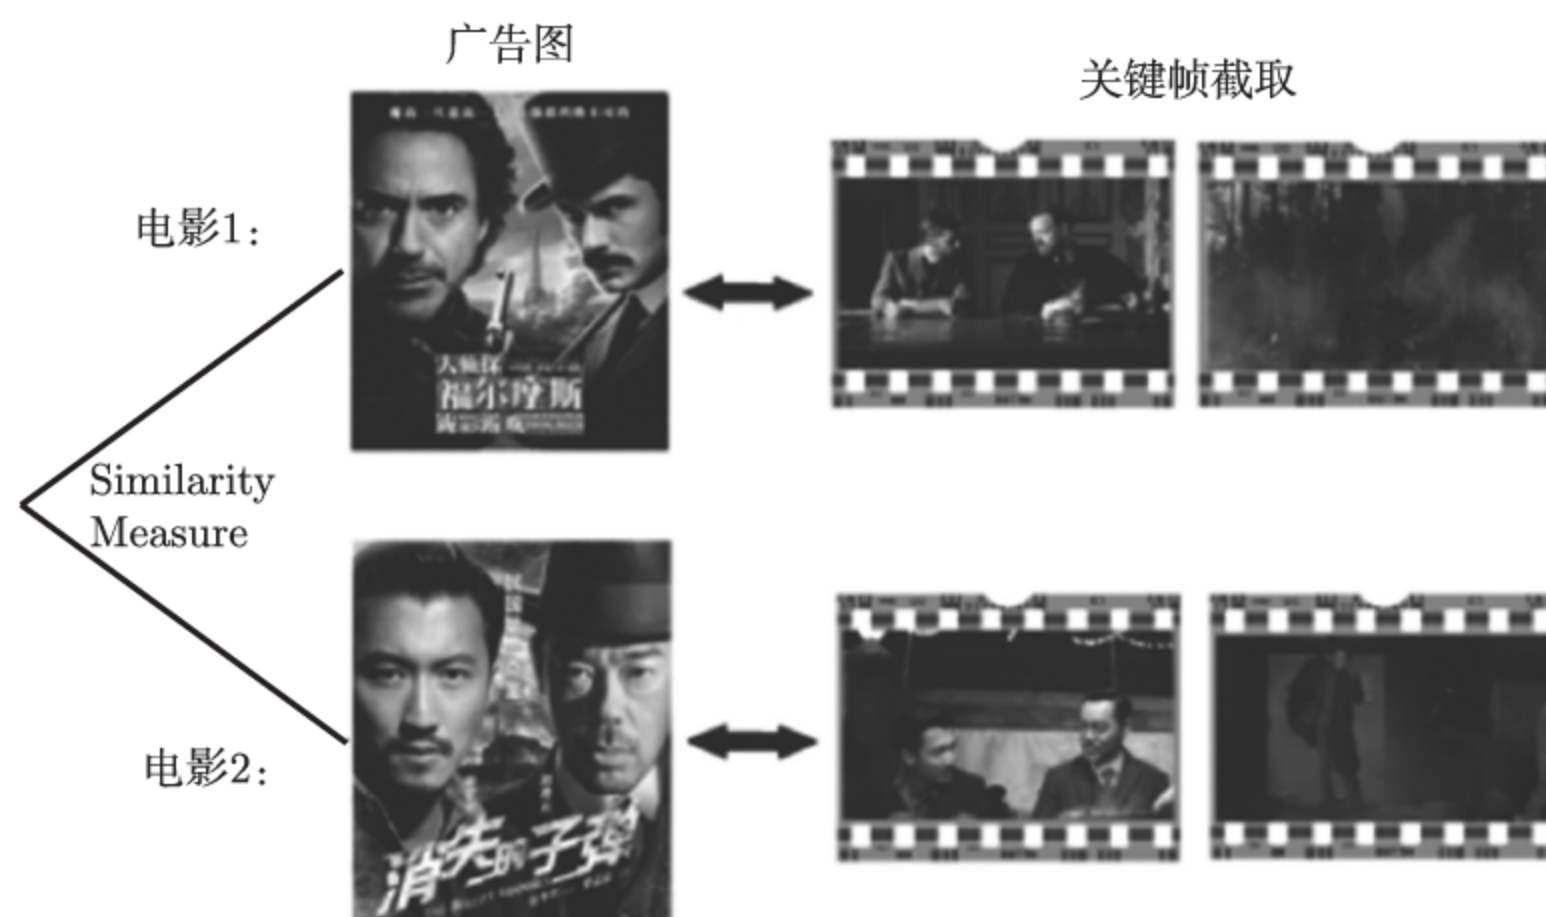 广告图
关键帧截取
电影1：
大侦探
福尔摩斯
Similarity
Measure
电影2：
消失的子弹